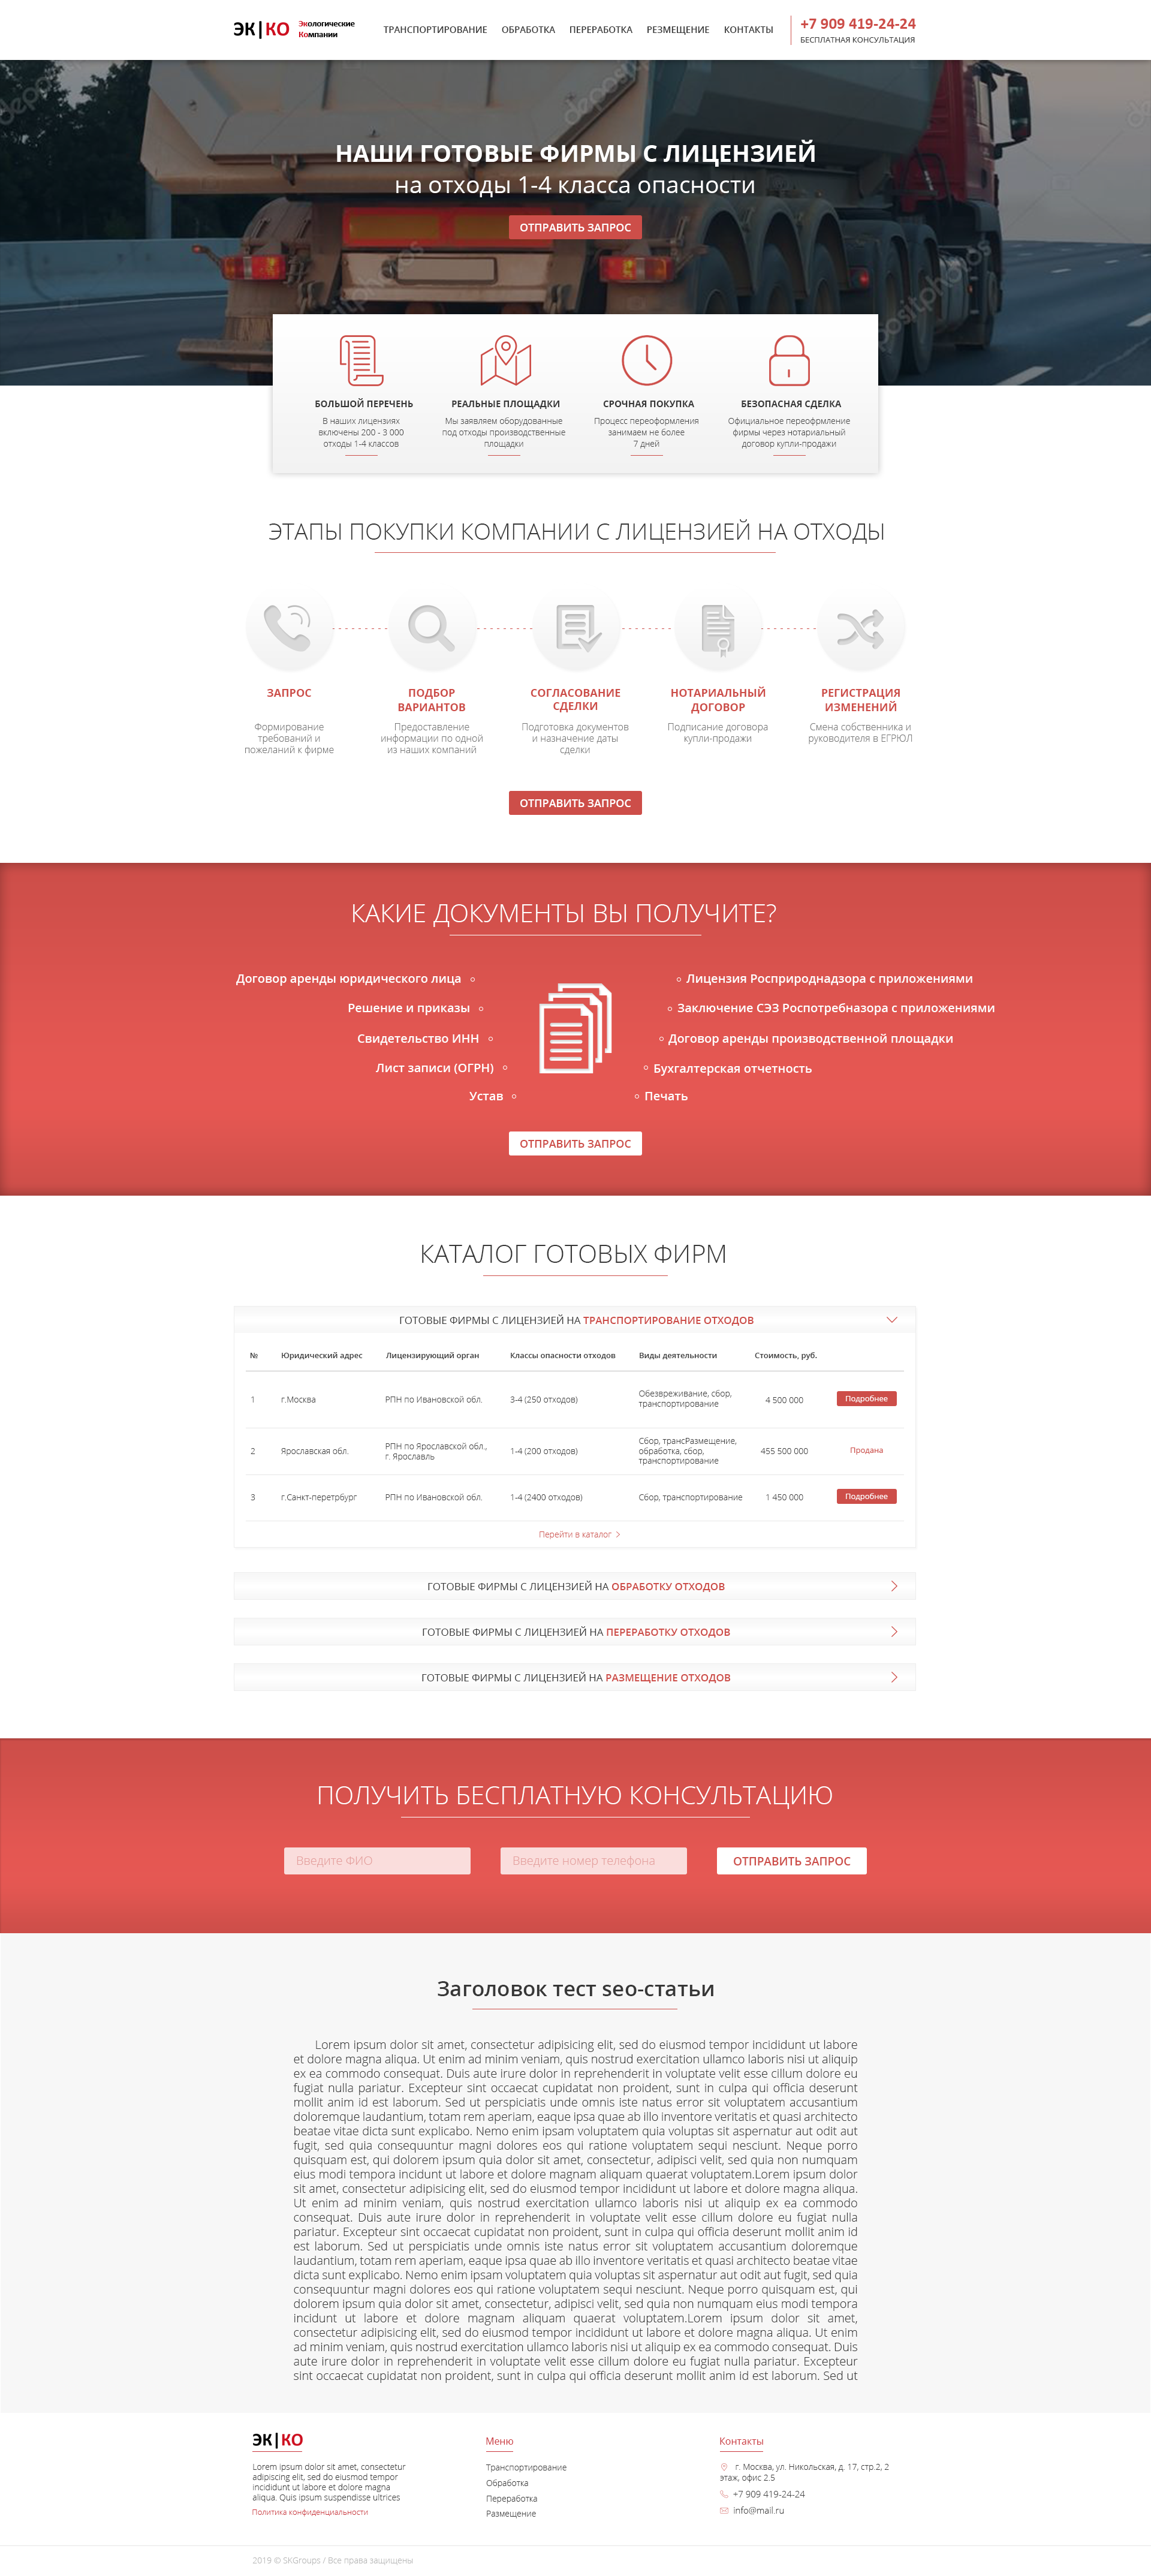 ЭК|КО
Экологические
Компании
ТРАНСПОРТИРОВАНИЕ ОБРАБОТКА ПЕРЕРАБОТКА РЕЗМЕЩЕНИЕ КОНТАКТЫ
+7 909 419-24-24
БЕСПЛАТНАЯ КОНСУЛЬТАЦИЯ
НАШИ ГОТОВЫЕ ФИРМЫ С ЛИЦЕНЗИЕЙ
на отходы 1-4 класса опасности
ОТПРАВИТЬ ЗАПРОС
БОЛЬШОЙ ПЕРЕЧЕНЬ
В наших лицензиях
включены 200 - 3 000
отходы 1-4 классов
РЕАЛЬНЫЕ ПЛОЩАДКИ
Мы заявляем оборудованные
под отходы производственные
площадки
СРОЧНАЯ ПОКУПКА
Процесс переоформления
занимаем не более
7 дней
БЕЗОПАСНАЯ СДЕЛКА
Официальное переофрмление
фирмы через нотариальный
договор купли-продажи
ЭТАПЫ ПОКУПКИ КОМПАНИИ С ЛИЦЕНЗИЕЙ НА ОТХОДЫ
ЗАПРОС
Формирование
требований и
пожеланий к фирме
ПОДБОР
ВАРИАНТОВ
Предоставление
информации по одной
из наших компаний
СОГЛАСОВАНИЕ
СДЕЛКИ
Подготовка документов
и назначение даты
сделки
НОТАРИАЛЬНЫЙ
ДОГОВОР
Подписание договора
купли-продажи
РЕГИСТРАЦИЯ
ИЗМЕНЕНИЙ
Смена собственника и
руководителя в ЕГРЮЛ
ОТПРАВИТЬ ЗАПРОС
КАКИЕ ДОКУМЕНТЫ ВЫ ПОЛУЧИТЕ?
Договор аренды юридического лица
Решение и приказы
Свидетельство ИНН
Лист записи (ОГРН)
Устав
Лицензия Росприроднадзора с приложениями
Заключение СЭЗ Роспотребназора с приложениями
Договор аренды производственной площадки
Бухгалтерская отчетность
Печать
ОТПРАВИТЬ ЗАПРОС
КАТАЛОГ ГОТОВЫХ ФИРМ
ГОТОВЫЕ ФИРМЫ С ЛИЦЕНЗИЕЙ НА ТРАНСПОРТИРОВАНИЕ ОТХОДОВ
№ Юридический адрес Лицензирующий орган Классы опасности отходов Виды деятельности Стоимость, руб.
1 г.Москва РПН по Ивановской обл. 3-4 (250 отходов) Обезвреживание, сбор,
транспортирование 4 500 000 Подробнее
2 Ярославская обл. РПН по Ярославской обл.,
г. Ярославль 1-4 (200 отходов) Сбор, трансРазмещение,
обработка, сбор,
транспортирование 455 500 000 Продана
3 г.Санкт-перетрбург РПН по Ивановской обл. 1-4 (2400 отходов) Сбор, транспортирование 1 450 000 Подробнее
Перейти в каталог
ГОТОВЫЕ ФИРМЫ С ЛИЦЕНЗИЕЙ НА ОБРАБОТКУ ОТХОДОВ
ГОТОВЫЕ ФИРМЫ С ЛИЦЕНЗИЕЙ НА ПЕРЕРАБОТКУ ОТХОДОВ
ГОТОВЫЕ ФИРМЫ С ЛИЦЕНЗИЕЙ НА РАЗМЕЩЕНИЕ ОТХОДОВ
ПОЛУЧИТЬ БЕСПЛАТНУЮ КОНСУЛЬТАЦИЮ
Введите ФИО Введите номер телефона ОТПРАВИТЬ ЗАПРОС
Заголовок тест seo-статьи
Lorem ipsum dolor sit amet, consectetur adipisicing elit, sed do eiusmod tempor incididunt ut labore
et dolore magna aliqua. Ut enim ad minim veniam, quis nostrud exercitation ullamco laboris nisi ut aliquip
ex ea commodo consequat. Duis aute irure dolor in reprehenderit in voluptate velit esse cillum dolore eu
fugiat nulla pariatur. Excepteur sint occaecat cupidatat non proident, sunt in culpa qui officia deserunt
mollit anim id est laborum. Sed ut perspiciatis unde omnis iste natus error sit voluptatem accusantium
doloremque laudantium, totam rem aperiam, eaque ipsa quae ab illo inventore veritatis et quasi architecto
beatae vitae dicta sunt explicabo. Nemo enim ipsam voluptatem quia voluptas sit aspernatur aut odit aut
fugit, sed quia consequuntur magni dolores eos qui ratione voluptatem sequi nesciunt. Neque porro
quisquam est, qui dolorem ipsum quia dolor sit amet, consectetur, adipisci velit, sed quia non numquam
eius modi tempora incidunt ut labore et dolore magnam aliquam quaerat voluptatem.Lorem ipsum dolor
sit amet, consectetur adipisicing elit, sed do eiusmod tempor incididunt ut labore et dolore magna aliqua.
Ut enim ad minim veniam, quis nostrud exercitation ullamco laboris nisi ut aliquip ex ea commodo
consequat. Duis aute irure dolor in reprehenderit in voluptate velit esse cillum dolore eu fugiat nulla
pariatur. Excepteur sint occaecat cupidatat non proident, sunt in culpa qui officia deserunt mollit anim id
est laborum. Sed ut perspiciatis unde omnis iste natus error sit voluptatem accusantium doloremque
laudantium, totam rem aperiam, eaque ipsa quae ab illo inventore veritatis et quasi architecto beatae vitae
dicta sunt explicabo. Nemo enim ipsam voluptatem quia voluptas sit aspernatur aut odit aut fugit, sed quia
consequuntur magni dolores eos qui ratione voluptatem sequi nesciunt. Neque porro quisquam est, qui
dolorem ipsum quia dolor sit amet, consectetur, adipisci velit, sed quia non numquam eius modi tempora
incidunt ut labore et dolore magnam aliquam quaerat voluptatem.Lorem ipsum dolor sit amet,
consectetur adipisicing elit, sed do eiusmod tempor incididunt ut labore et dolore magna aliqua. Ut enim
ad minim veniam, quis nostrud exercitation ullamco laboris nisi ut aliquip ex ea commodo consequat. Duis
aute irure dolor in reprehenderit in voluptate velit esse cillum dolore eu fugiat nulla pariatur. Excepteur
sint occaecat cupidatat non proident, sunt in culpa qui officia deserunt mollit anim id est laborum. Sed ut
ЭК|КО
Lorem ipsum dolor sit amet, consectetur
adipiscing elit, sed do eiusmod tempor
incididunt ut labore et dolore magna
aliqua. Quis ipsum suspendisse ultrices
Политика конфиденциальности
Меню
Транспортирование
Обработка
Переработка
Размещение
Контакты
г. Москва, ул. Никольская, д. 17, стр.2, 2
этаж, офис 2.5
+7 909 419-24-24
info@mail.ru
2019 © SKGroups / Все права защищены